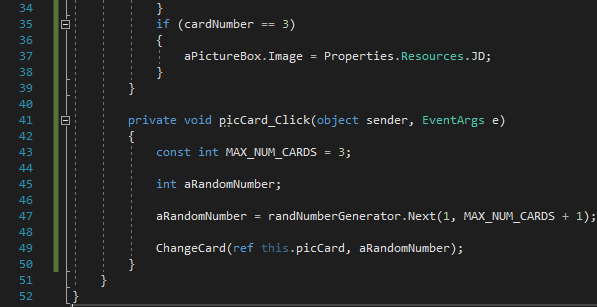 34 }
35 if (cardNumber == 3)
36 {
37 aPictureBox.Image = Properties.Resources.JD;
38 }
39 }
40
41 private void picCard_Click(object sender, EventArgs e)
42 {
43 const int MAX_NUM_CARDS = 3;
44
45 int aRandomNumber;
46
47 aRandomNumber = randNumberGenerator.Next(1, MAX_NUM_CARDS + 1);
48
49 ChangeCard(ref this.picCard, aRandomNumber);
50 }
51 }
52 }